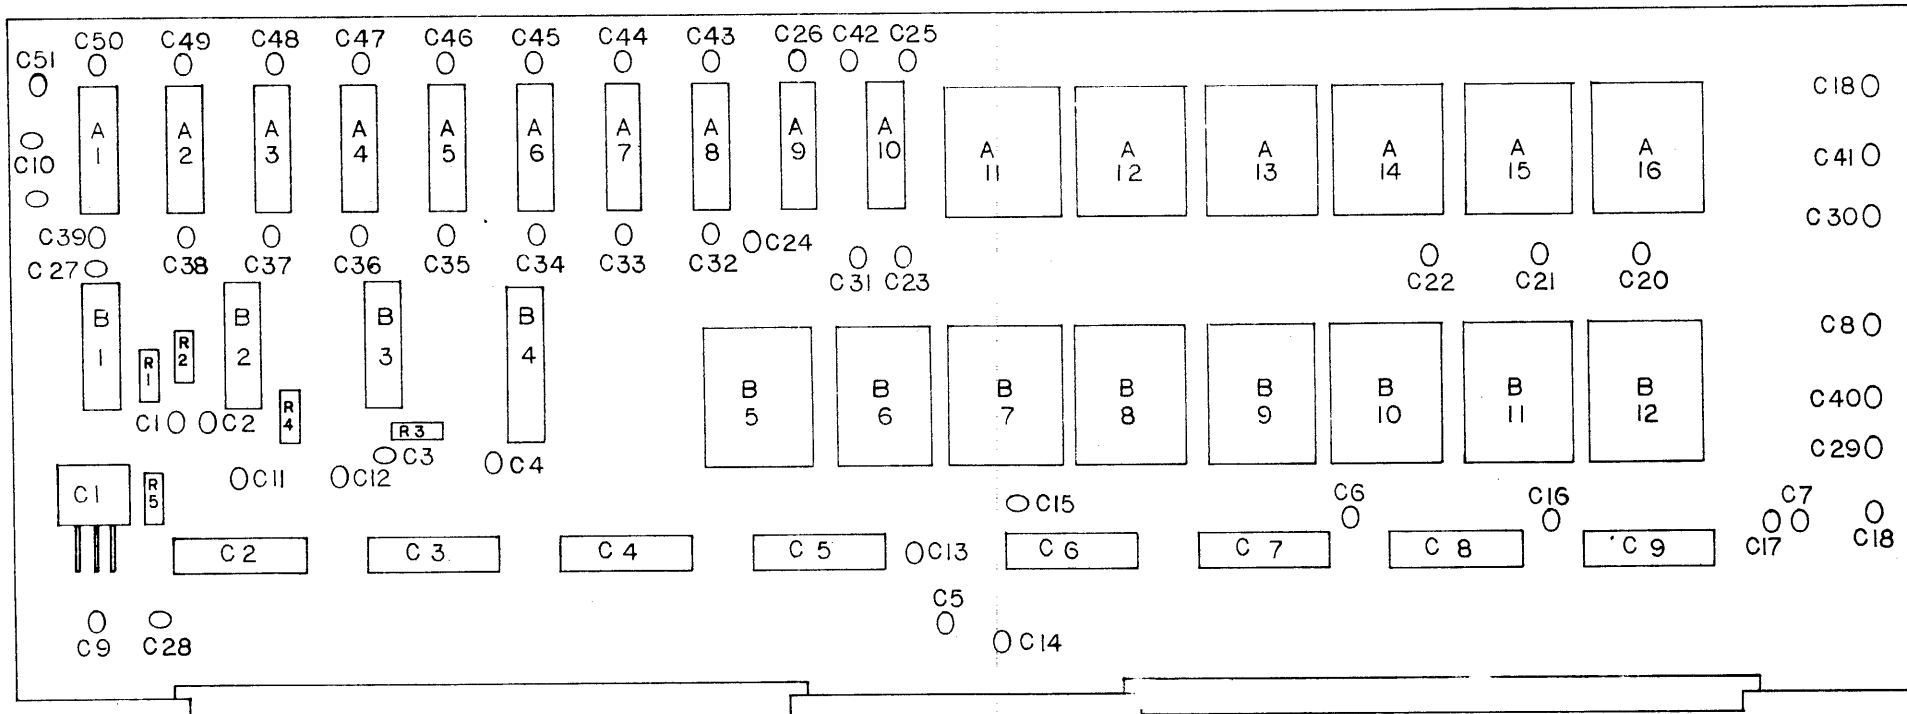 C51 C50 C49 C48 C47 C46 C45 C44 C43 C26 C42 C25
C18
A 1 A 2 A 3 A 4 A 5 A 6 A 7 A 8 A 9 A 10 A 11 A 12 A 13 A 14 A 15 A 16
C10 C41
C30
C39 C38 C37 C36 C35 C34 C33 C32 C24 C31 C23 C22 C21 C20
C27
B 1 R 1 R 2 B 2 B 3 B 4
C8
B 5 B 6 B 7 B 8 B 9 B 10 B 11 B 12
C40
C1 C2 R 4 R3
C3 C4 C29
C1 R 5 C11 C12 C15 C6 C16 C7
C17 C18
C2 C3 C4 C5 C13 C6 C7 C8 C9
C5
C9 C28 C14